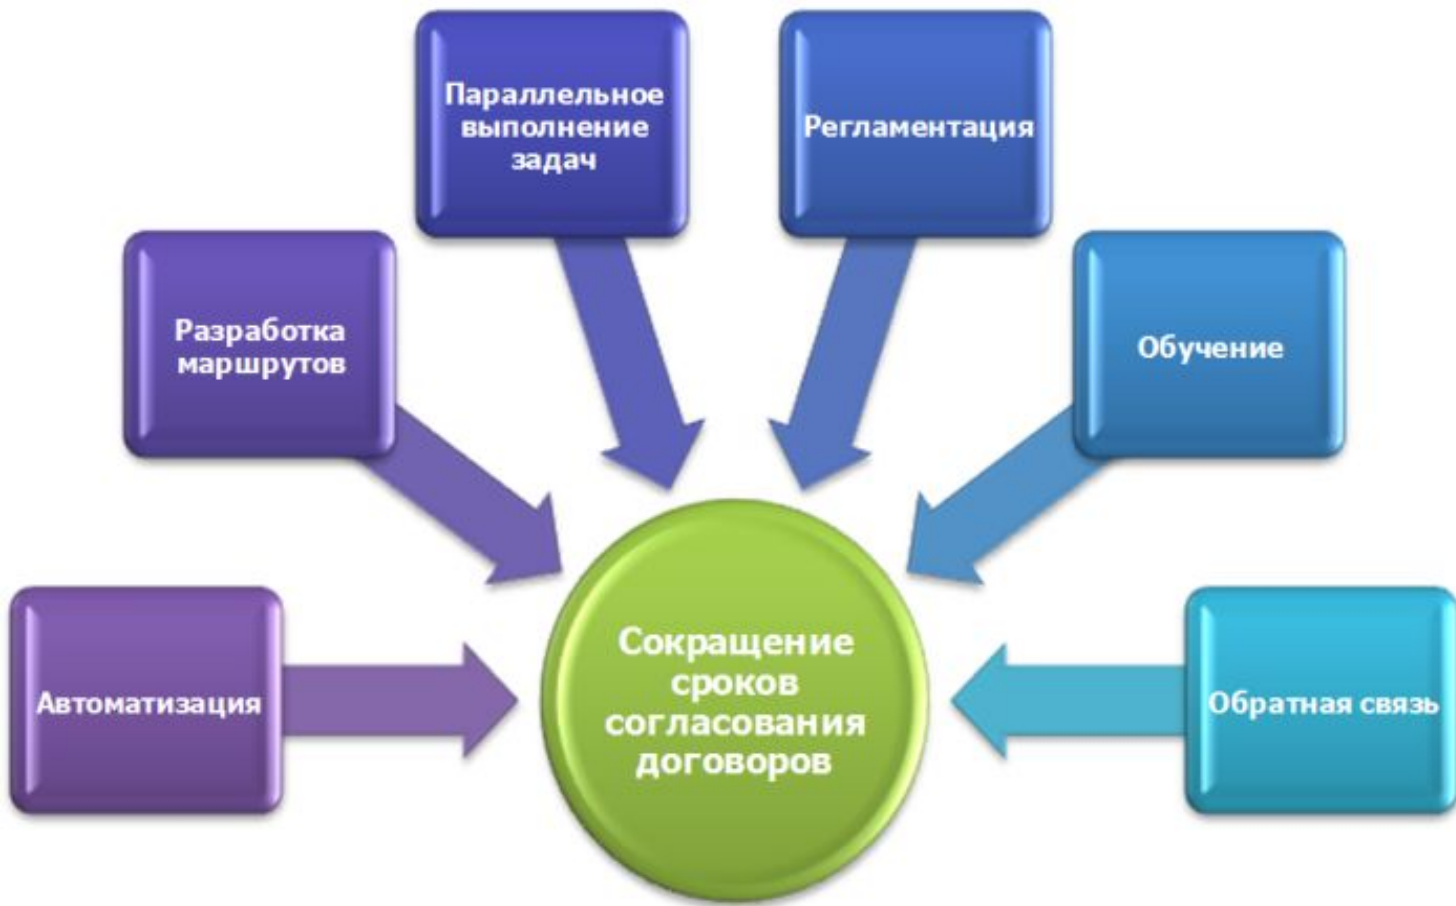 Параллельное
выполнение
задач
Регламентация
Разработка
маршрутов
Обучение
Автоматизация
Сокращение
сроков
согласования
договоров
Обратная связь